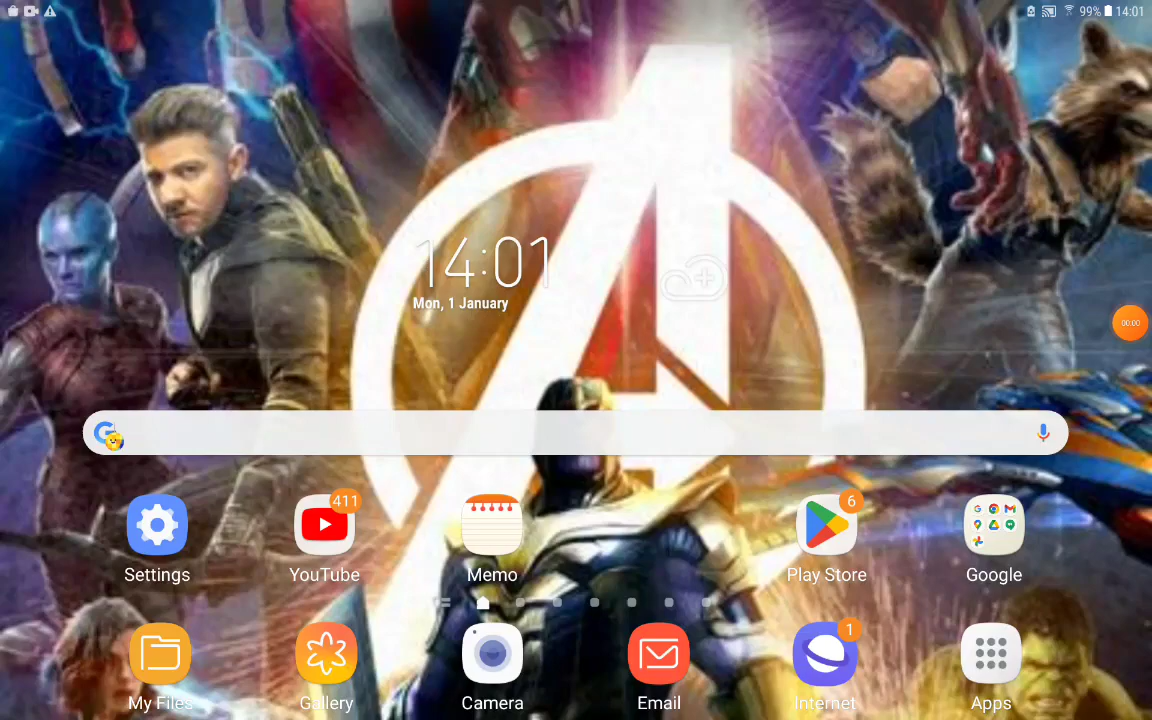 99% 14:01
14:01
Mon, 1 January
00:00
411
6
Settings
YouTube
Memo
Play Store
Google
1
My Files
Gallery
Camera
Email
Internet
Apps